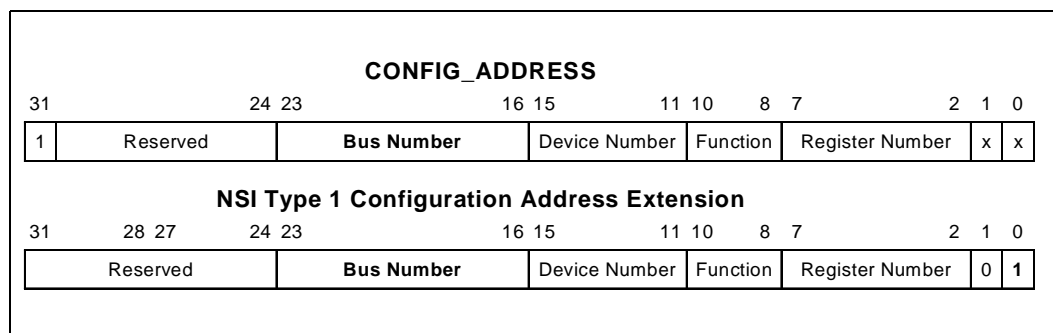 CONFIG_ADDRESS
31 24 23 16 15 11 10 8 7 2 1 0
1 Reserved Bus Number Device Number Function Register Number x x
NSI Type 1 Configuration Address Extension
31 28 27 24 23 16 15 11 10 8 7 2 1 0
Reserved Bus Number Device Number Function Register Number 0 1